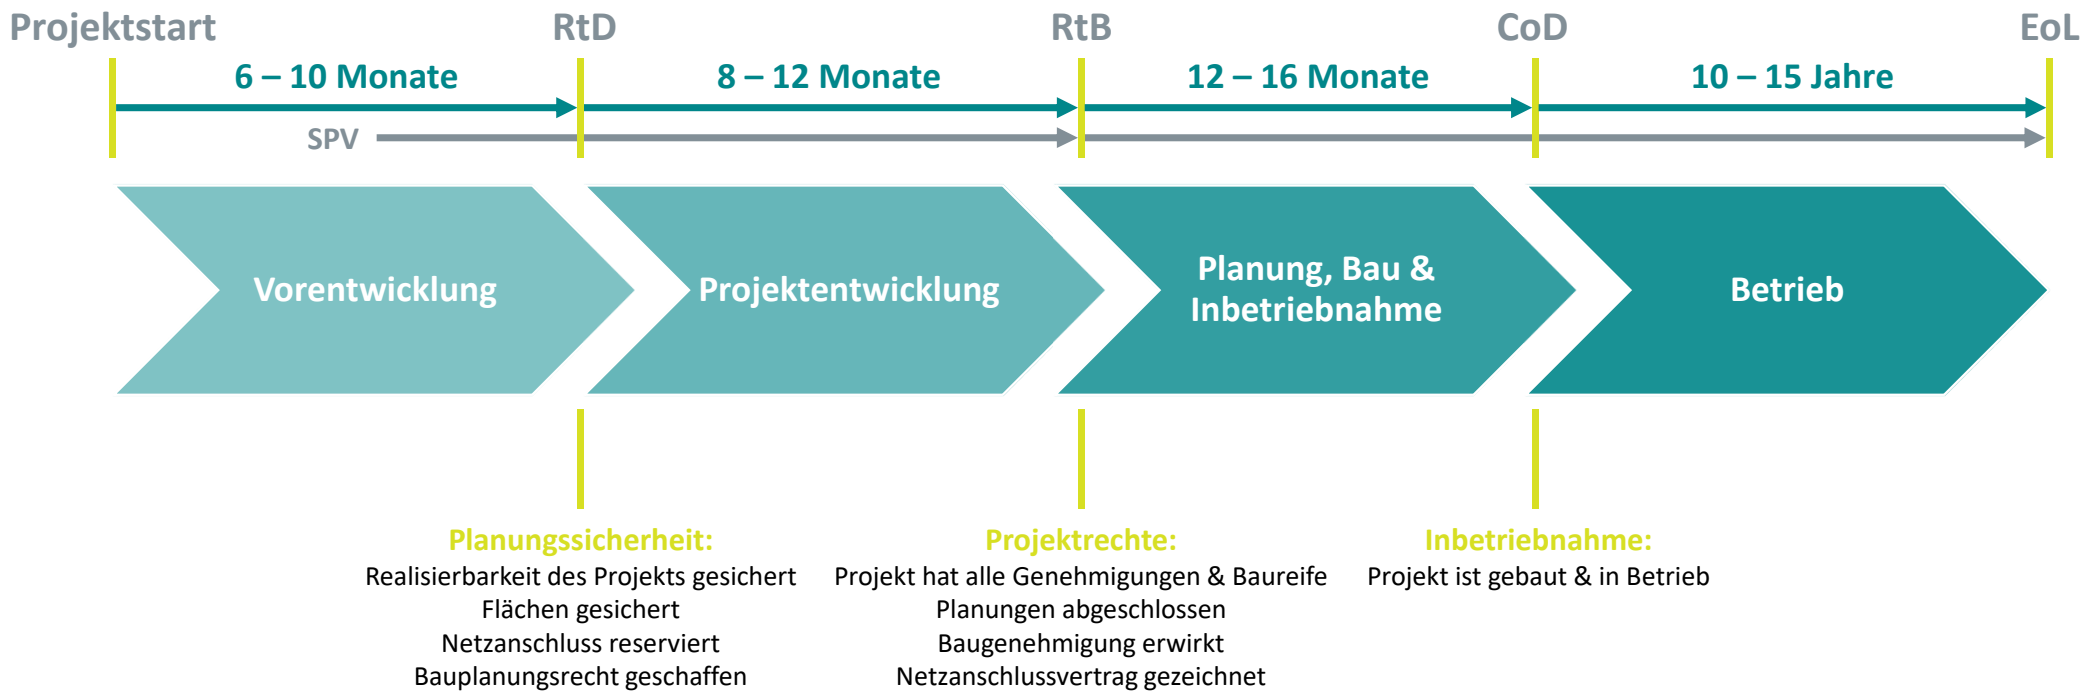 Projektstart
RtD
RtB
CoD
EoL
6 – 10 Monate
8 – 12 Monate
12 – 16 Monate
10 – 15 Jahre
SPV
Vorentwicklung
Projektentwicklung
Planung, Bau &
Inbetriebnahme
Betrieb
Planungssicherheit:
Realisierbarkeit des Projekts gesichert
Flächen gesichert
Netzanschluss reserviert
Bauplanungsrecht geschaffen
Projektrechte:
Projekt hat alle Genehmigungen & Baureife
Planungen abgeschlossen
Baugenehmigung erwirkt
Netzanschlussvertrag gezeichnet
Inbetriebnahme:
Projekt ist gebaut & in Betrieb